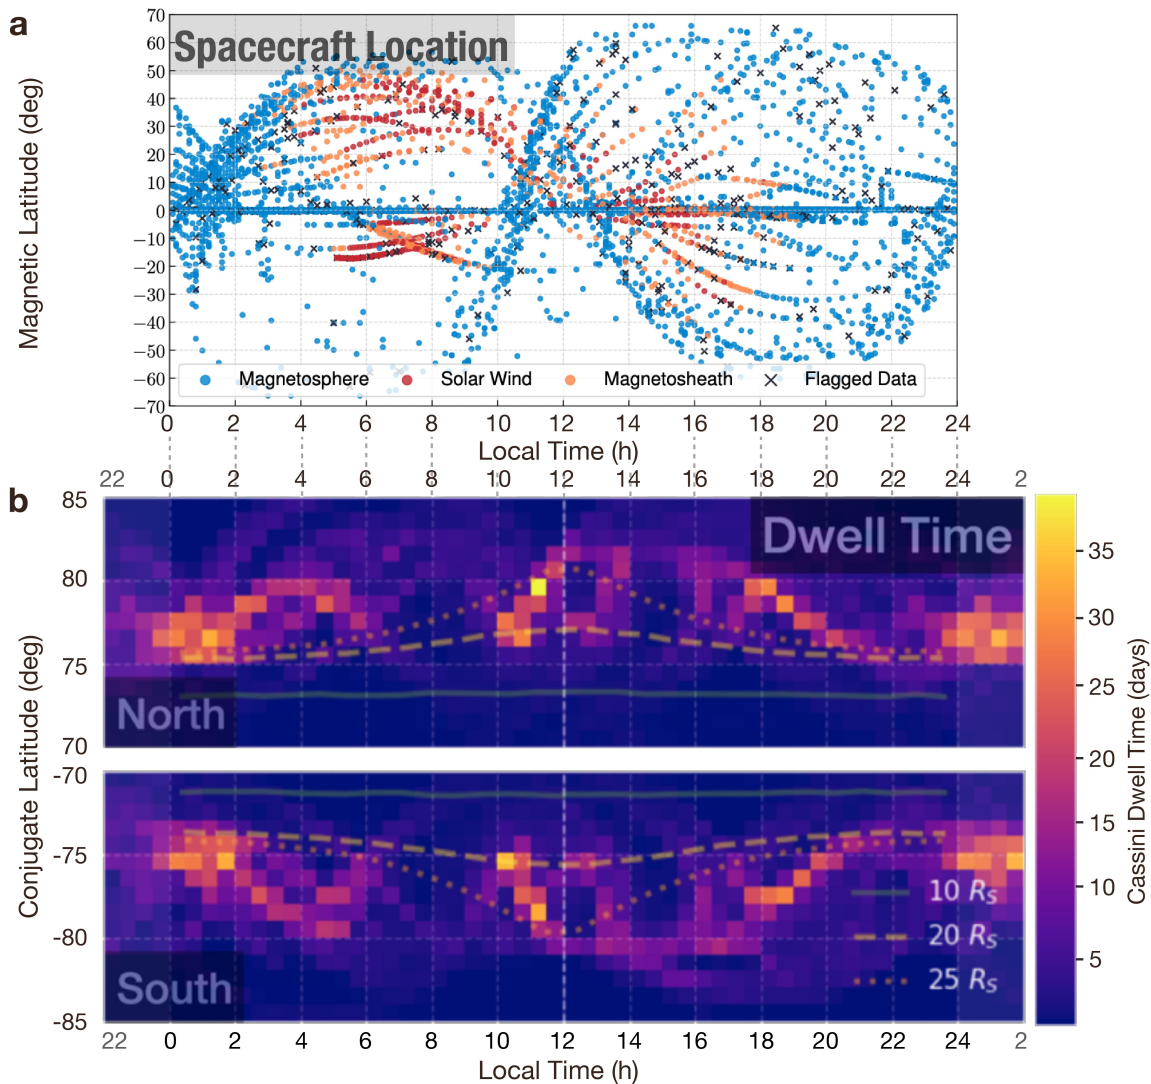 a
Spacecraft Location
Magnetic Latitude (deg)
70
60
50
40
30
20
10
0
−10
−20
−30
−40
−50
−60
−70
Magnetosphere Solar Wind Magnetosheath Flagged Data
0 2 4 6 8 10 12 14 16 18 20 22 24
Local Time (h)
b
22 0 2 4 6 8 10 12 14 16 18 20 22 24 2
Dwell Time
Conjugate Latitude (deg)
85
80
75
70
North
-70
-75
-80
-85
South
10 RS
20 RS
25 RS
22 0 2 4 6 8 10 12 14 16 18 20 22 24 2
Local Time (h)
35
30
25
20
15
10
5
Cassini Dwell Time (days)